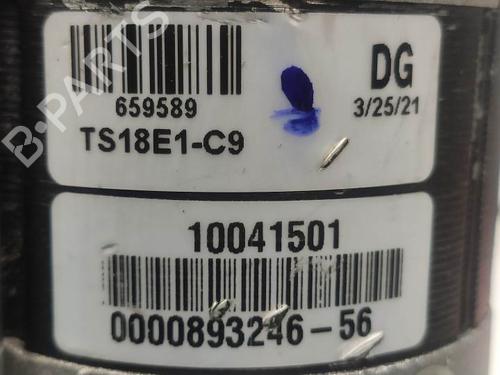 659589
TS18E1-C9
DG
3/25/21
10041501
0000893246-56
B-PARTS